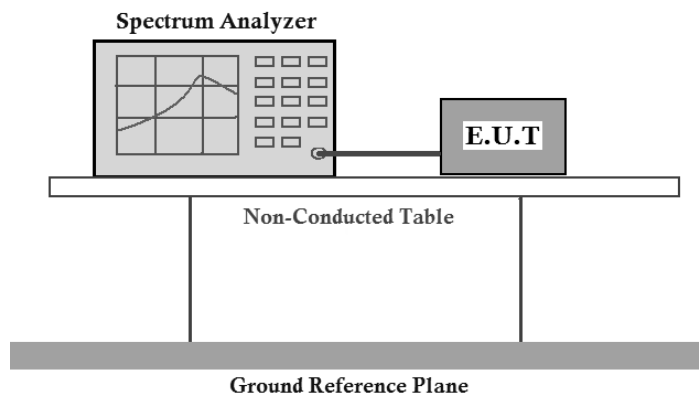 Spectrum Analyzer
E.U.T
Non-Conducted Table
Ground Reference Plane